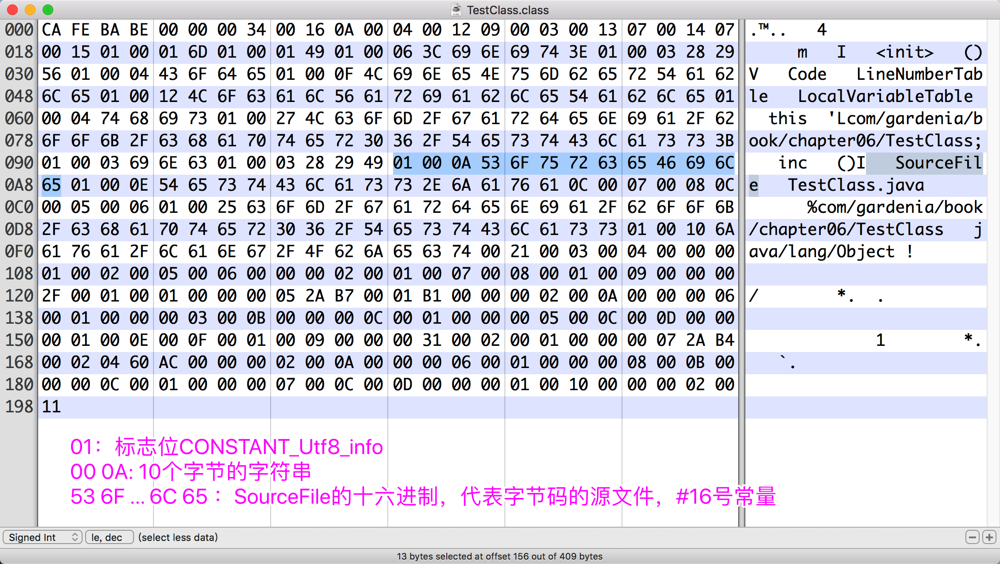 TestClass.class
000 CA FE BA BE 00 00 00 34 00 16 0A 00 04 00 12 09 00 03 00 13 07 00 14 07 .™.. 4
018 00 15 01 00 01 6D 01 00 01 49 01 00 06 3C 69 6E 69 74 3E 01 00 03 28 29 m I <init> ()
030 56 01 00 04 43 6F 64 65 01 00 0F 4C 69 6E 65 4E 75 6D 62 65 72 54 61 62 V Code LineNumberTab
048 6C 65 01 00 12 4C 6F 63 61 6C 56 61 72 69 61 62 6C 65 54 61 62 6C 65 01 le LocalVariableTable
060 00 04 74 68 69 73 01 00 27 4C 63 6F 6D 2F 67 61 72 64 65 6E 69 61 2F 62 this 'Lcom/gardenia/b
078 6F 6F 6B 2F 63 68 61 70 74 65 72 30 36 2F 54 65 73 74 43 6C 61 73 73 3B ook/chapter06/TestClass;
090 01 00 03 69 6E 63 01 00 03 28 29 49 01 00 0A 53 6F 75 72 63 65 46 69 6C inc ()I SourceFil
0A8 65 01 00 0E 54 65 73 74 43 6C 61 73 73 2E 6A 61 76 61 0C 00 07 00 08 0C e TestClass.java
0C0 00 05 00 06 01 00 25 63 6F 6D 2F 67 61 72 64 65 6E 69 61 2F 62 6F 6F 6B %com/gardenia/book
0D8 2F 63 68 61 70 74 65 72 30 36 2F 54 65 73 74 43 6C 61 73 73 01 00 10 6A /chapter06/TestClass j
0F0 61 76 61 2F 6C 61 6E 67 2F 4F 62 6A 65 63 74 00 21 00 03 00 04 00 00 00 ava/lang/Object !
108 01 00 02 00 05 00 06 00 00 00 02 00 01 00 07 00 08 00 01 00 09 00 00 00
120 2F 00 01 00 01 00 00 00 05 2A B7 00 01 B1 00 00 00 02 00 0A 00 00 00 06 / *. .
138 00 01 00 00 00 03 00 0B 00 00 00 0C 00 01 00 00 00 05 00 0C 00 0D 00 00
150 00 01 00 0E 00 0F 00 01 00 09 00 00 00 31 00 02 00 01 00 00 00 07 2A B4 1 *.
168 00 02 04 60 AC 00 00 00 02 00 0A 00 00 00 06 00 01 00 00 00 08 00 0B 00 `.
180 00 00 0C 00 01 00 00 00 07 00 0C 00 0D 00 00 00 01 00 10 00 00 00 02 00
198 11
01：标志位CONSTANT_Utf8_info
00 0A: 10个字节的字符串
53 6F ... 6C 65： SourceFile的十六进制，代表字节码的源文件，#16号常量
Signed Int le, dec (select less data)
13 bytes selected at offset 156 out of 409 bytes